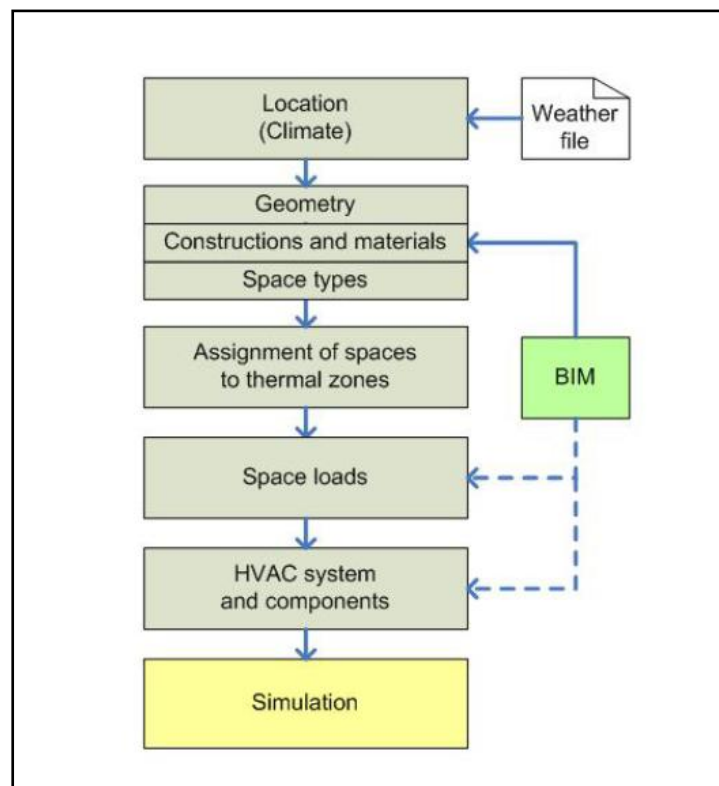 Location
(Climate)
Weather
file
Geometry
Constructions and materials
Space types
Assignment of spaces
to thermal zones
BIM
Space loads
HVAC system
and components
Simulation